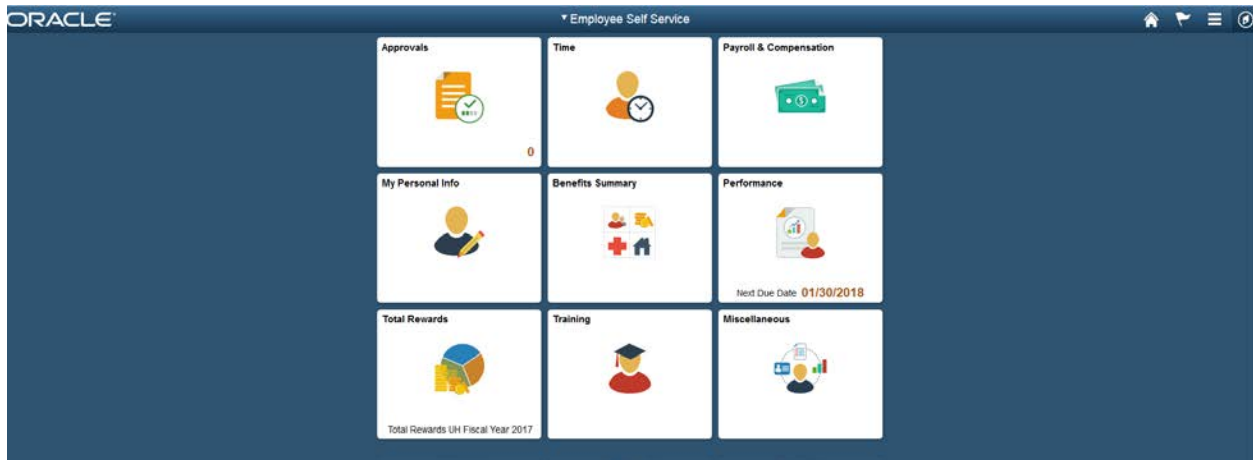 ORACLE
Employee Self Service
Approvals
Time
Payroll & Compensation
0
My Personal Info
Benefits Summary
Performance
Next Due Date 01/30/2018
Total Rewards
Training
Miscellaneous
Total Rewards UH Fiscal Year 2017